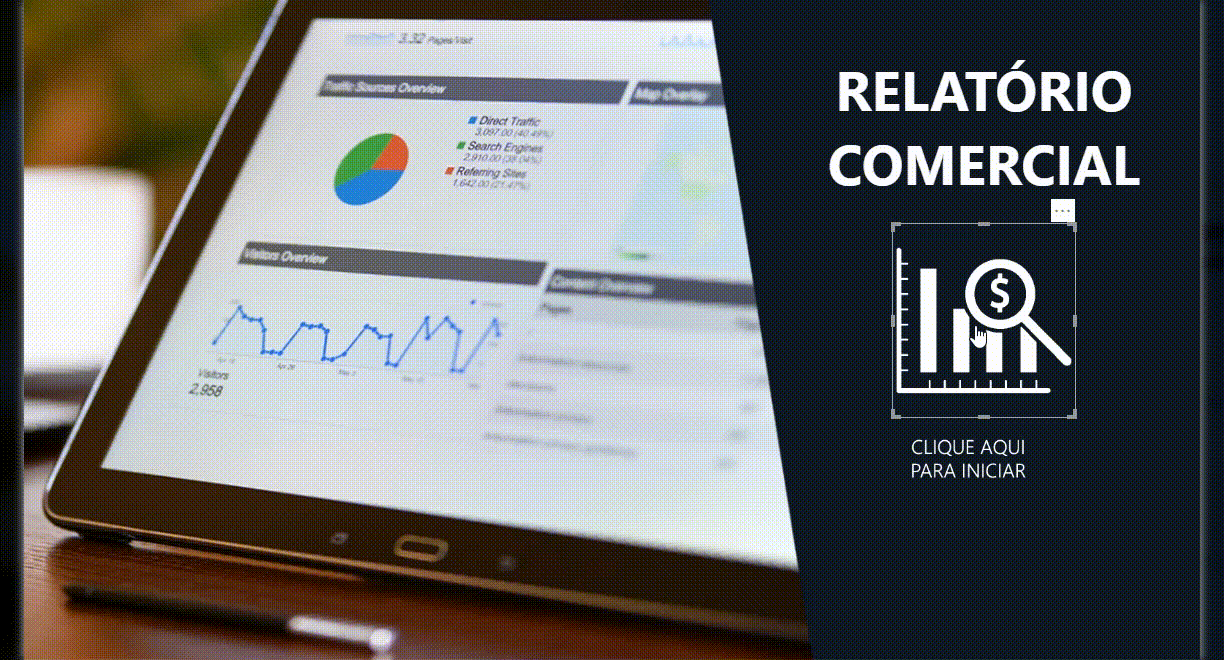 3.32 Pages/Visit
Traffic Sources Overview
Map Overlay
Direct Traffic
3,097.00 (40.49%)
Search Engines
2,910.00 (38.04%)
Referring Sites
1,642.00 (21.47%)
Visitors Overview
Content Overview
Pages
Visitors
2,958
RELATÓRIO
COMERCIAL
$
CLIQUE AQUI
PARA INICIAR